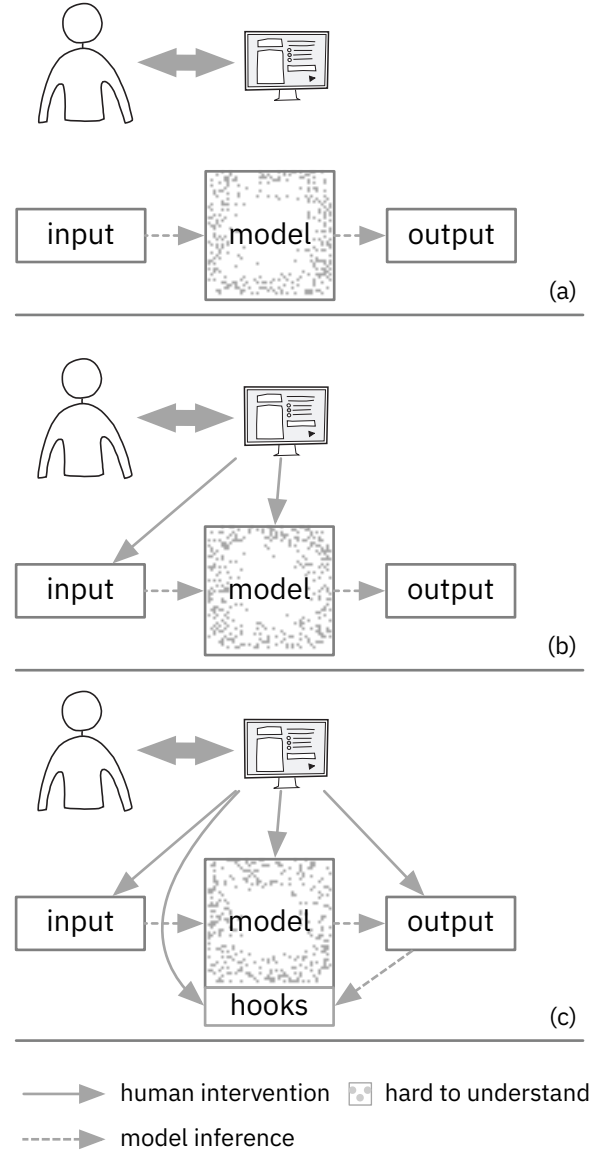 input model output
(a)
input model output
(b)
input model output
hooks
(c)
human intervention hard to understand
model inference